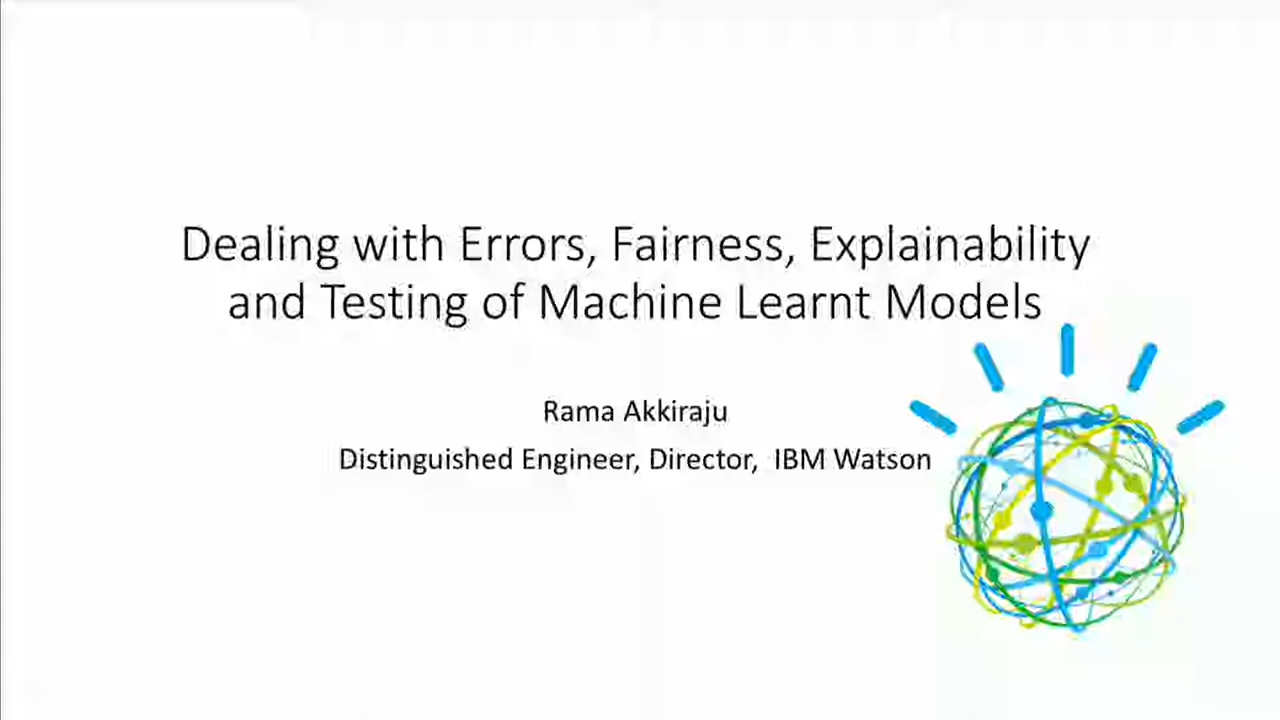 Dealing with Errors, Fairness, Explainability
and Testing of Machine Learnt Models
Rama Akkiraju
Distinguished Engineer, Director, IBM Watson